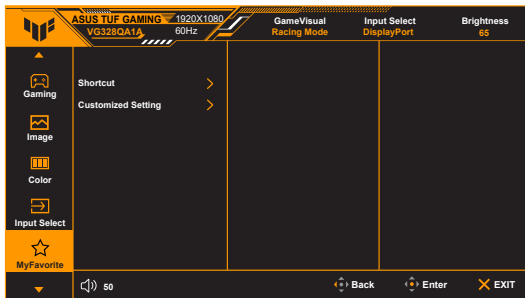 ASUS TUF GAMING
VG328QA1A
1920X1080
60Hz
GameVisual
Racing Mode
Input Select
DisplayPort
Brightness
65
Gaming
Image
Color
Input Select
MyFavorite
Shortcut
Customized Setting
50
Back
Enter
EXIT